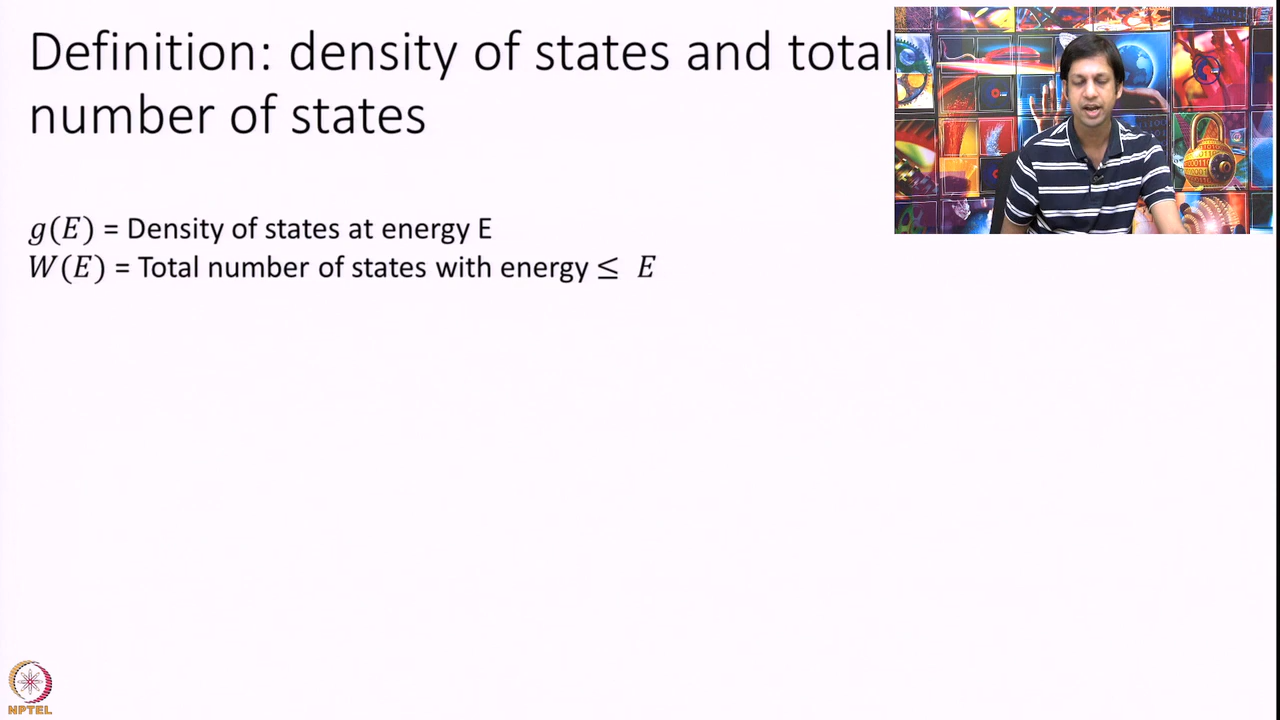 Definition: density of states and total
number of states
g(E) = Density of states at energy E
W(E) = Total number of states with energy ≤ E
NPTEL